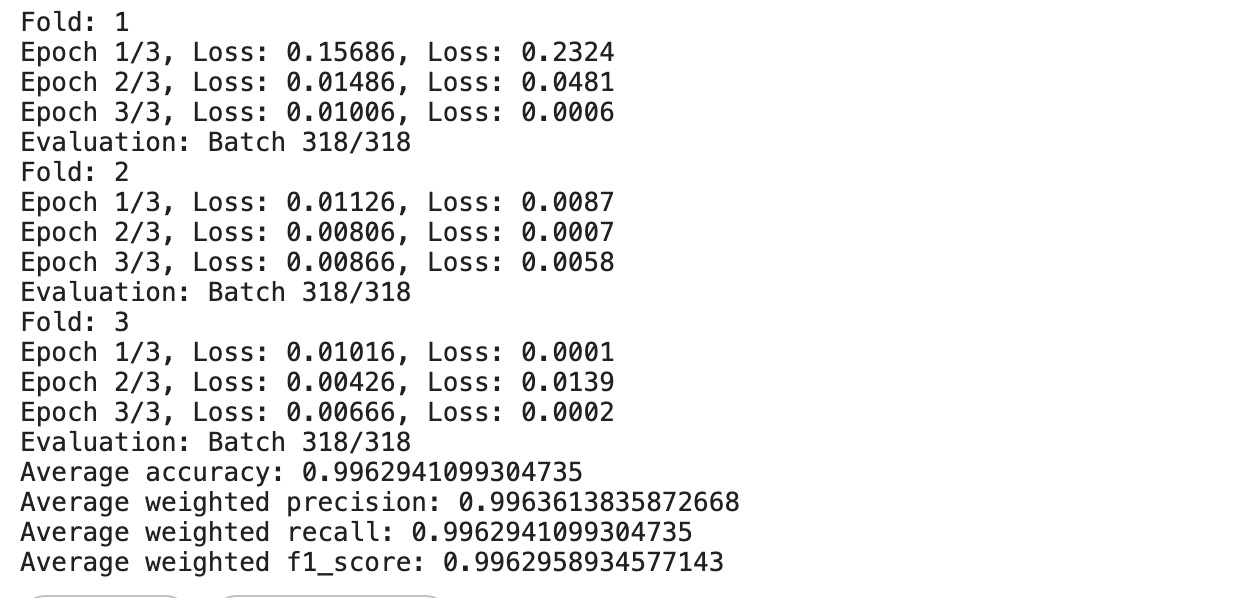 Fold: 1
Epoch 1/3, Loss: 0.15686, Loss: 0.2324
Epoch 2/3, Loss: 0.01486, Loss: 0.0481
Epoch 3/3, Loss: 0.01006, Loss: 0.0006
Evaluation: Batch 318/318
Fold: 2
Epoch 1/3, Loss: 0.01126, Loss: 0.0087
Epoch 2/3, Loss: 0.00806, Loss: 0.0007
Epoch 3/3, Loss: 0.00866, Loss: 0.0058
Evaluation: Batch 318/318
Fold: 3
Epoch 1/3, Loss: 0.01016, Loss: 0.0001
Epoch 2/3, Loss: 0.00426, Loss: 0.0139
Epoch 3/3, Loss: 0.00666, Loss: 0.0002
Evaluation: Batch 318/318
Average accuracy: 0.9962941099304735
Average weighted precision: 0.9963613835872668
Average weighted recall: 0.9962941099304735
Average weighted f1_score: 0.9962958934577143